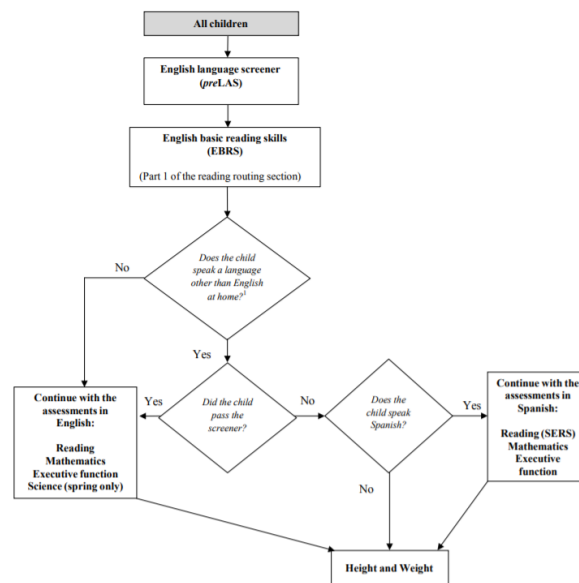 All children
English language screener
(preLAS)
English basic reading skills
(EBRS)
(Part 1 of the reading routing section)
Does the child
speak a language
other than English
at home?1
No
Yes
Continue with the
assessments in
English:
Reading
Mathematics
Executive function
Science (spring only)
Yes
Did the child
pass the
screener?
No
Does the
child speak
Spanish?
Yes
Continue with the
assessments in
Spanish:
Reading (SERS)
Mathematics
Executive
function
No
Height and Weight